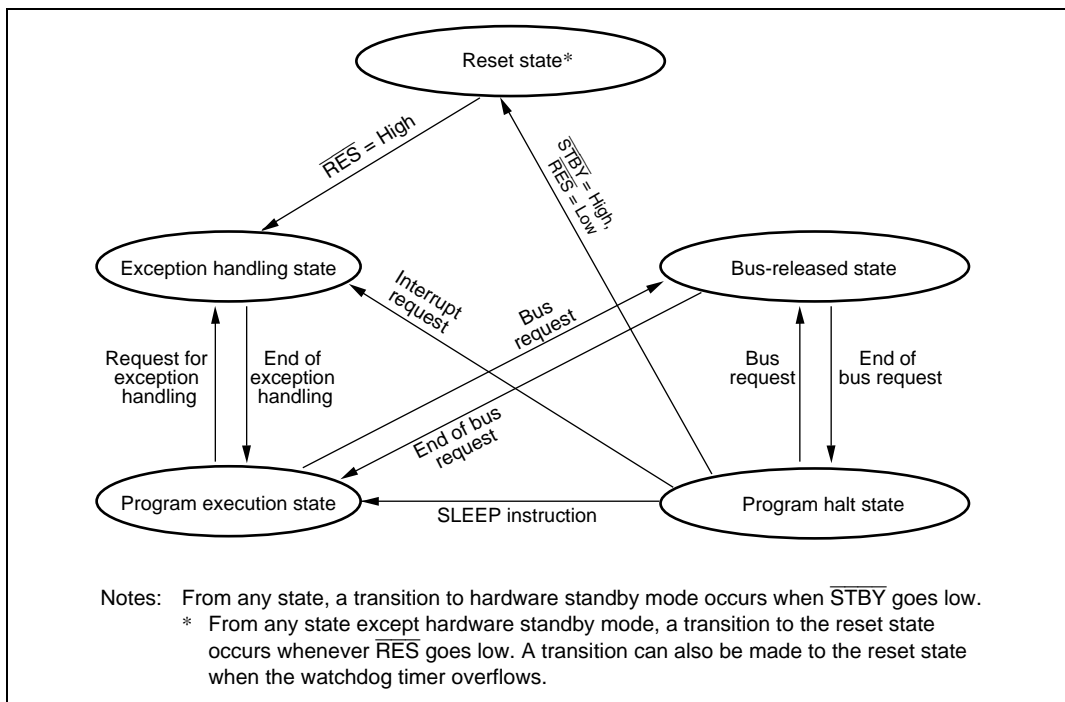 Reset state*
RES = High
STBY = High,
RES = Low
Exception handling state
Bus-released state
Interrupt
request
Bus
request
Request for
exception
handling
End of
exception
handling
Bus
request
End of
bus request
End of bus
request
Program execution state
SLEEP instruction
Program halt state
Notes: From any state, a transition to hardware standby mode occurs when STBY goes low.
* From any state except hardware standby mode, a transition to the reset state
occurs whenever RES goes low. A transition can also be made to the reset state
when the watchdog timer overflows.